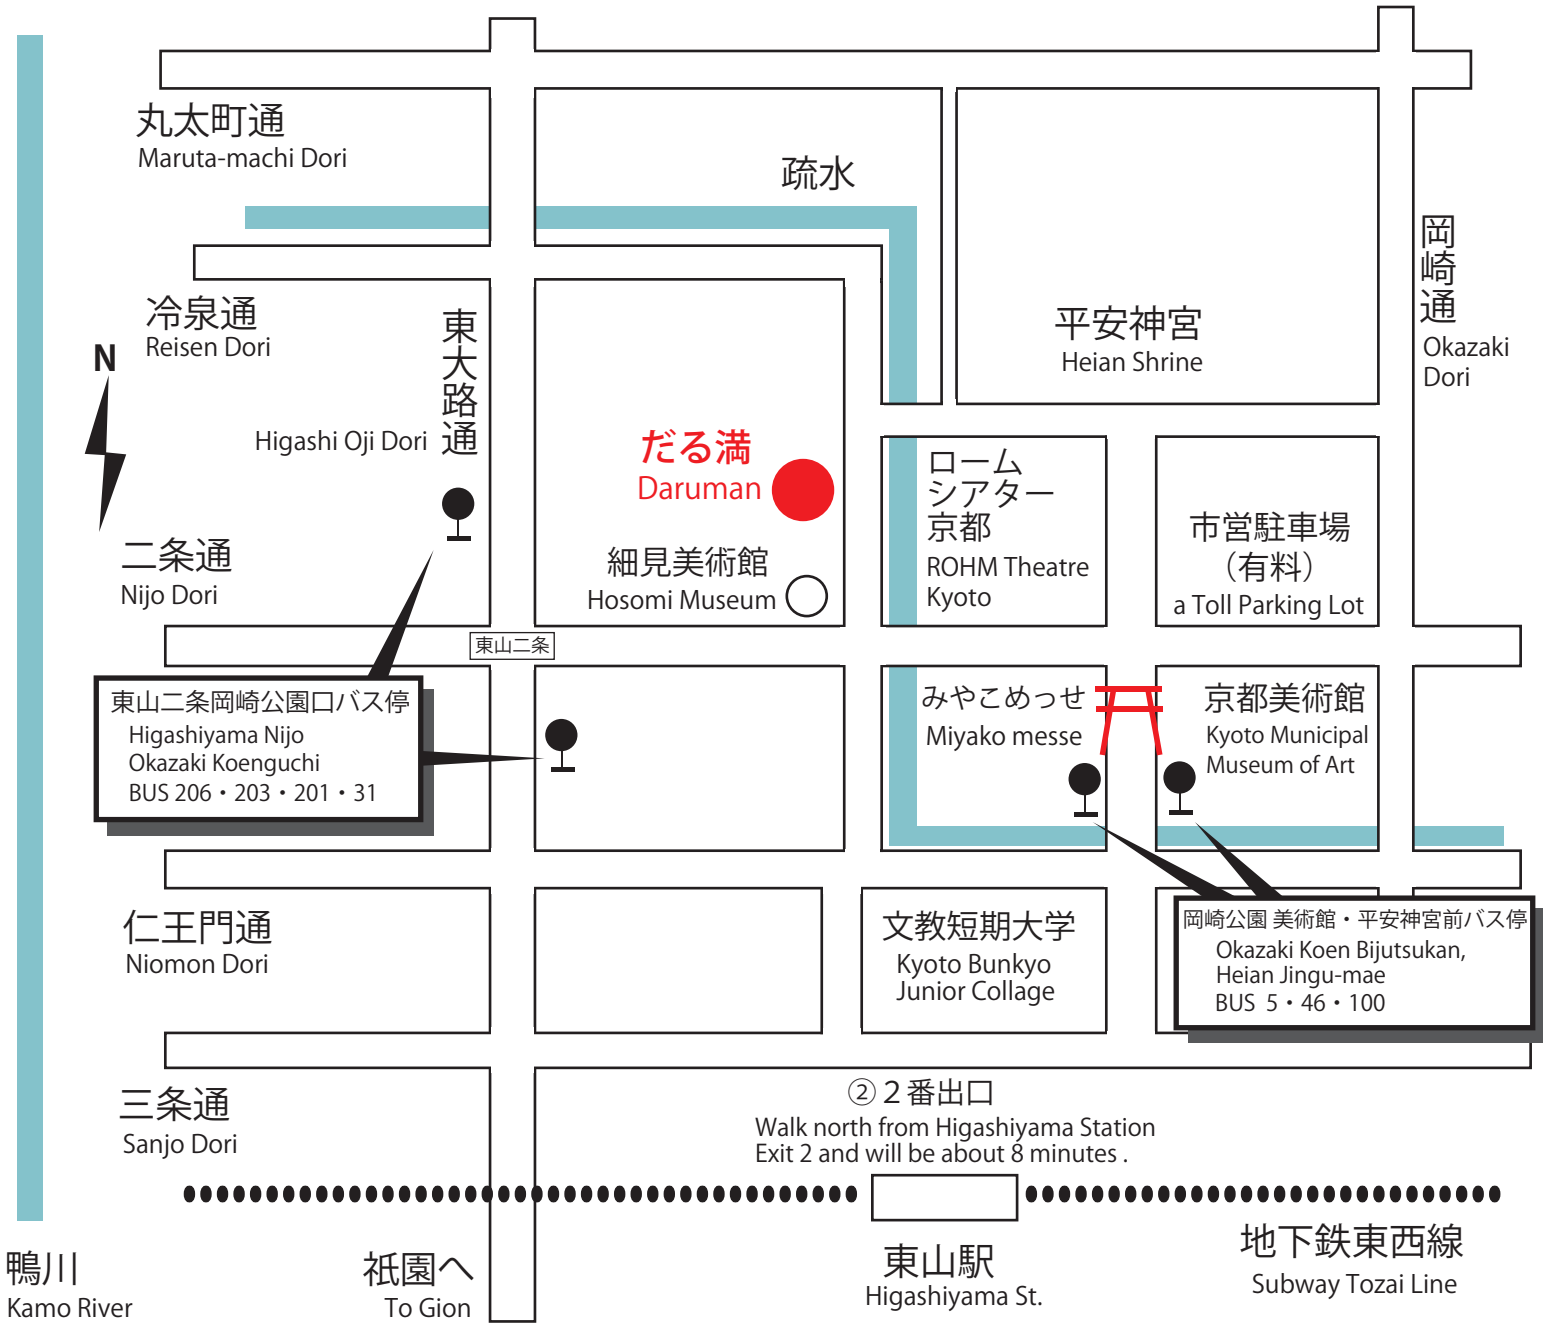 丸太町通
Maruta-machi Dori
疏水
岡崎通
Okazaki
Dori
冷泉通
Reisen Dori
東大路通
Higashi Oji Dori
N
平安神宮
Heian Shrine
だる満
Daruman
細見美術館
Hosomi Museum
ローム
シアター
京都
ROHM Theatre
Kyoto
市営駐車場
（有料）
a Toll Parking Lot
二条通
Nijo Dori
東山二条
東山二条岡崎公園口バス停
Higashiyama Nijo
Okazaki Koenguchi
BUS 206・203・201・31
みやこめっせ
Miyako messe
京都美術館
Kyoto Municipal
Museum of Art
仁王門通
Niomon Dori
文教短期大学
Kyoto Bunkyo
Junior Collage
岡崎公園 美術館・平安神宮前バス停
Okazaki Koen Bijutsukan,
Heian Jingu-mae
BUS 5・46・100
三条通
Sanjo Dori
②２番出口
Walk north from Higashiyama Station
Exit 2 and will be about 8 minutes .
鴨川
Kamo River
祇園へ
To Gion
東山駅
Higashiyama St.
地下鉄東西線
Subway Tozai Line